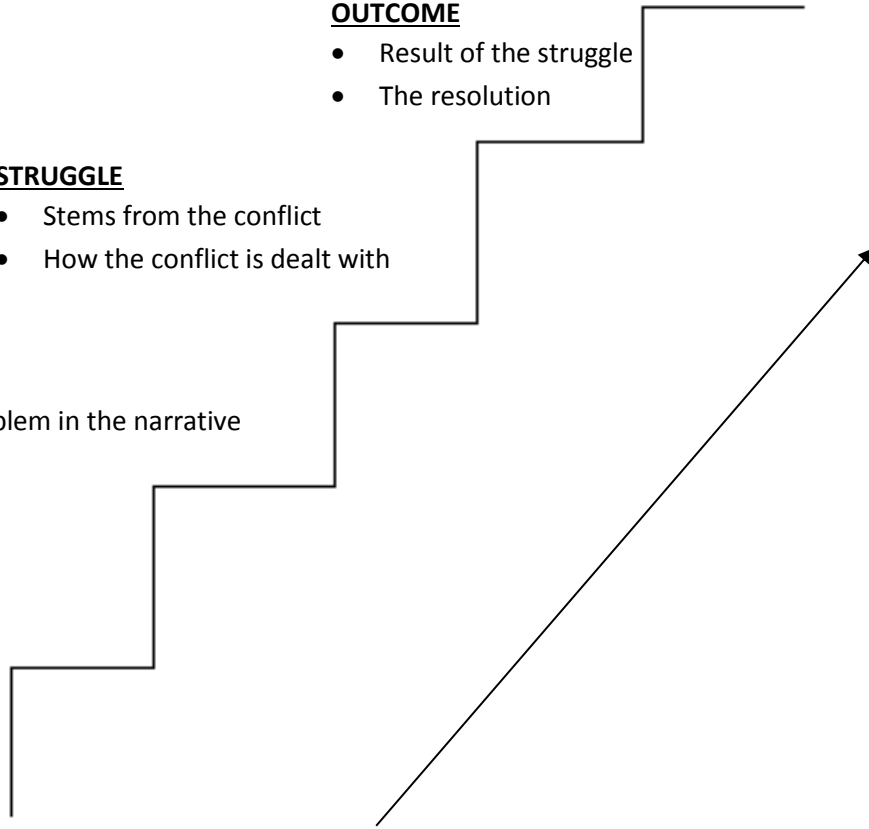 OUTCOME
• Result of the struggle
• The resolution
STRUGGLE
• Stems from the conflict
• How the conflict is dealt with
in the narrative